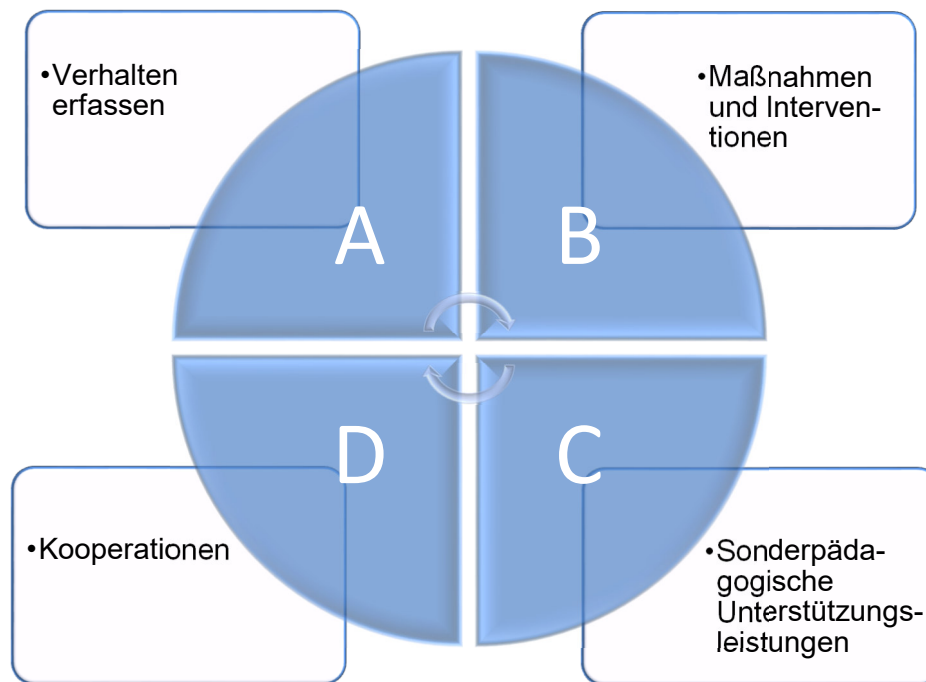 •Verhalten
erfassen
•Maßnahmen
und Interven-
tionen
A
B
D
C
•Kooperationen
•Sonderpäda-
gogische
Unterstützungs-
leistungen